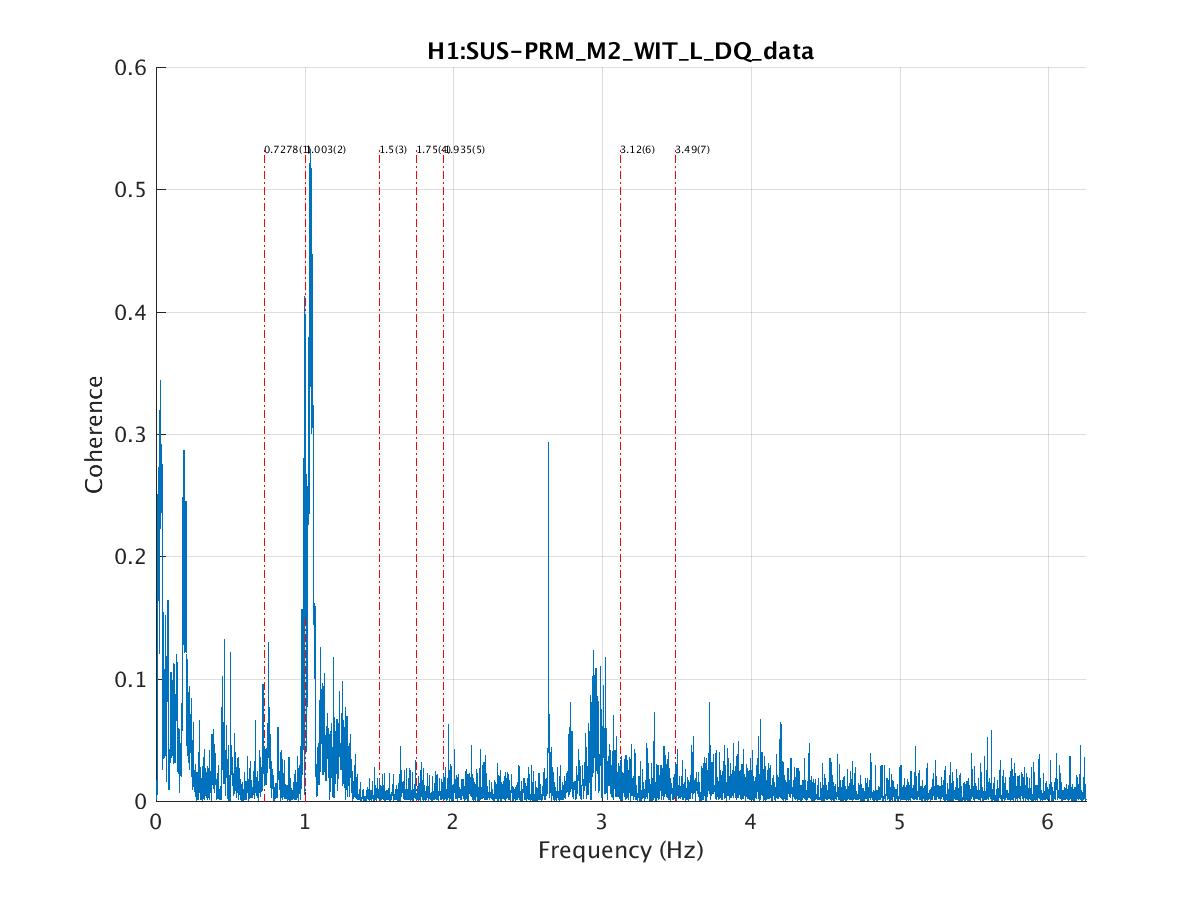 H1:SUS-PRM_M2_WIT_L_DQ_data
0.6
0.7278(1) 1.003(2) 1.5(3) 1.75(4) 1.935(5) 3.12(6) 3.49(7)
0.5
0.4
0.3
0.2
0.1
0
Coherence
0 1 2 3 4 5 6
Frequency (Hz)